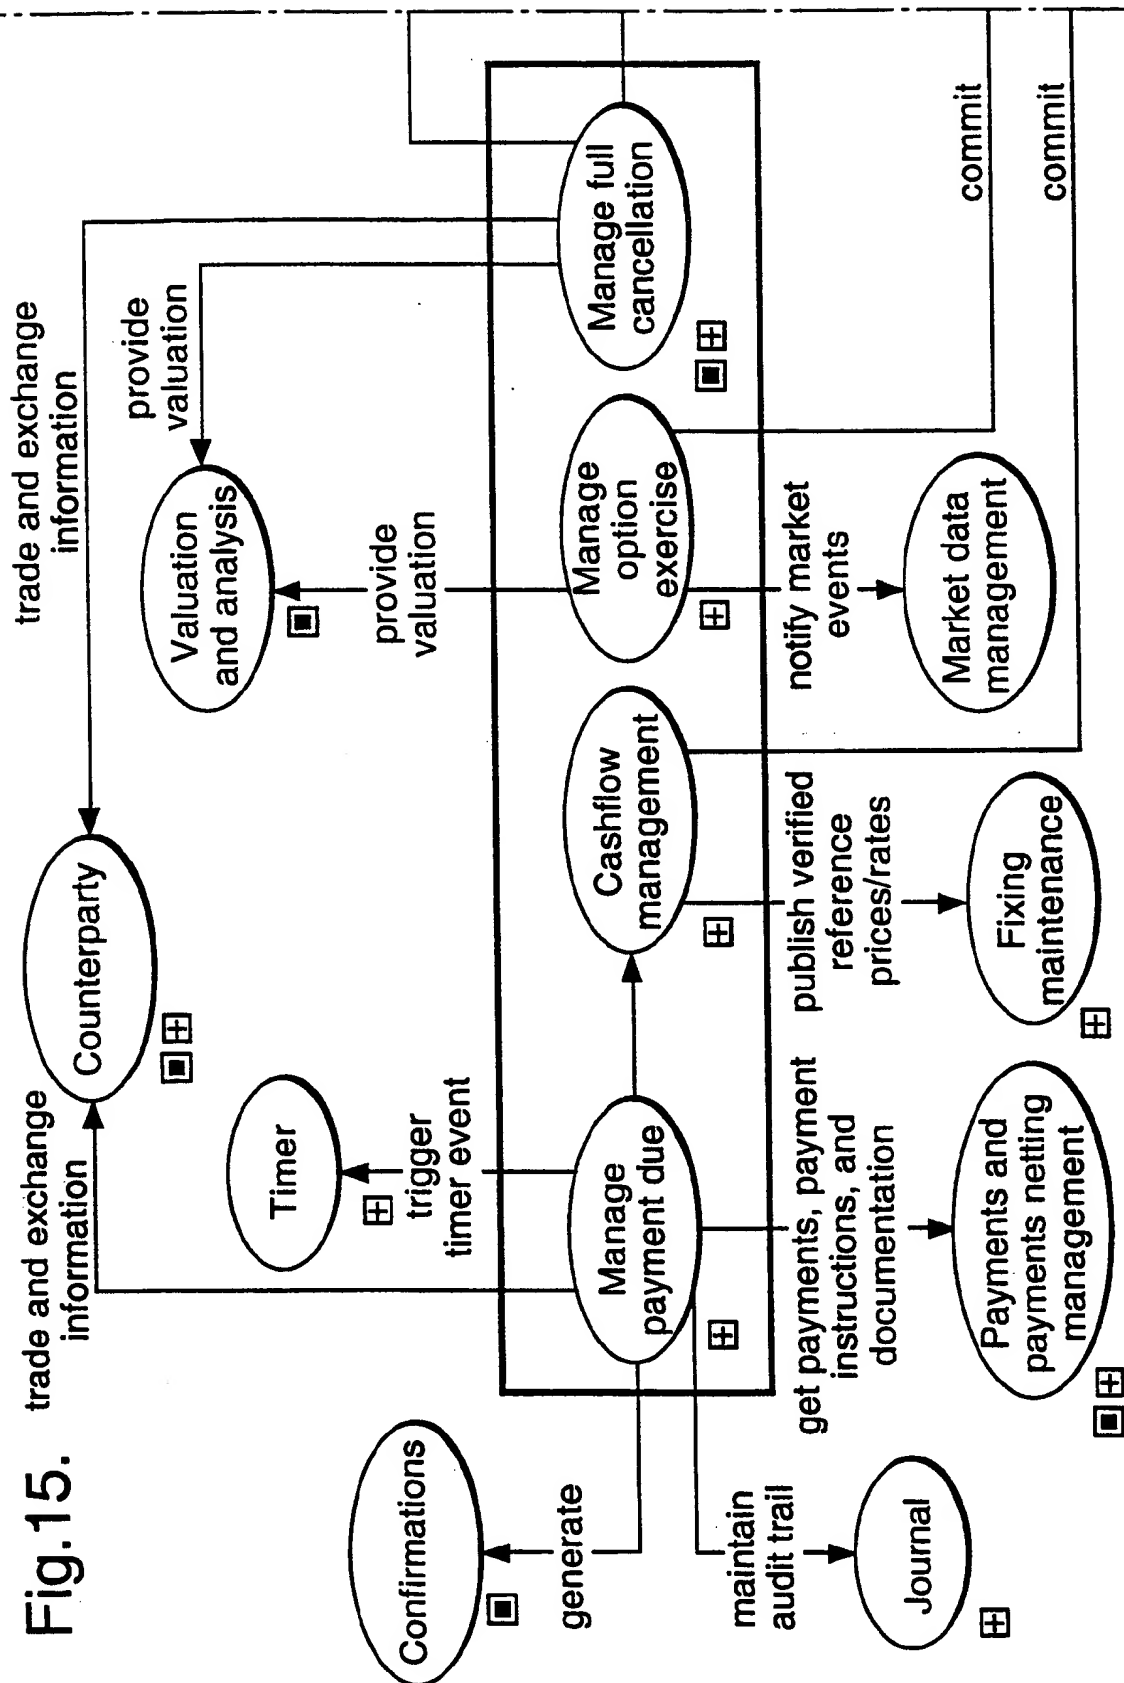 Fig.15.
trade and exchange
information
trade and exchange
information
Counterparty
provide
valuation
Timer
Valuation
and analysis
trigger
timer event
provide
valuation
Confirmations
generate
Manage
payment due
Cashflow
management
Manage
option
exercise
Manage full
cancellation
maintain
audit trail
get payments, payment
instructions, and
documentation
publish verified
reference
prices/rates
notify market
events
commit
commit
Journal
Payments and
payments netting
management
Fixing
maintenance
Market data
management